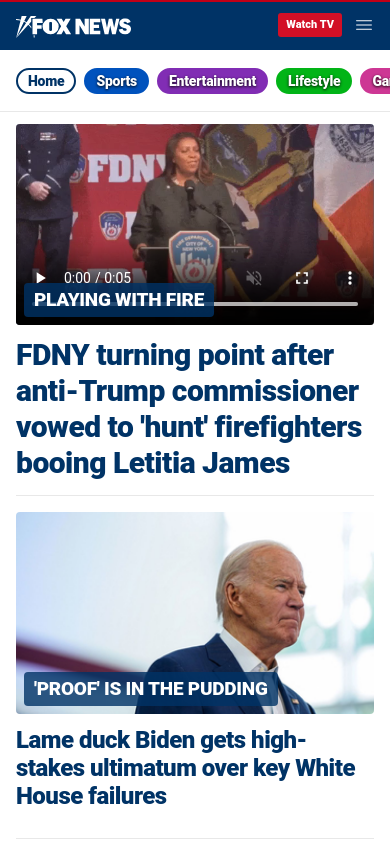 FOX NEWS
Watch TV
Home Sports Entertainment Lifestyle Ga
FDNY
FIRE DEPARTMENT
CITY OF
NEW YORK
0:00 / 0:05
PLAYING WITH FIRE
FDNY turning point after
anti-Trump commissioner
vowed to 'hunt' firefighters
booing Letitia James
'PROOF' IS IN THE PUDDING
Lame duck Biden gets high-
stakes ultimatum over key White
House failures